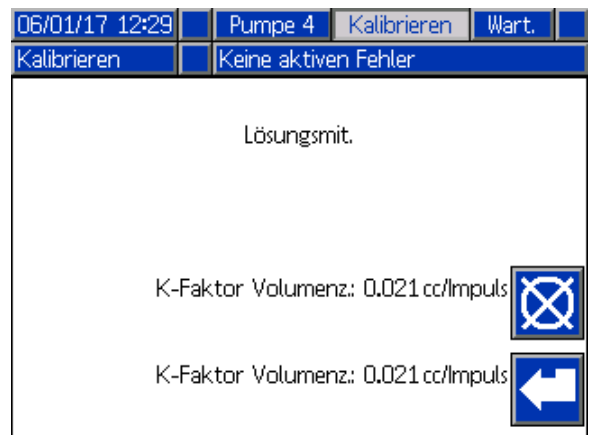 06/01/17 12:29 Pumpe 4 Kalibrieren Wart.
Kalibrieren Keine aktiven Fehler
Lösungsmit.
K-Faktor Volumenz.: 0.021 cc/Impuls
K-Faktor Volumenz.: 0.021 cc/Impuls